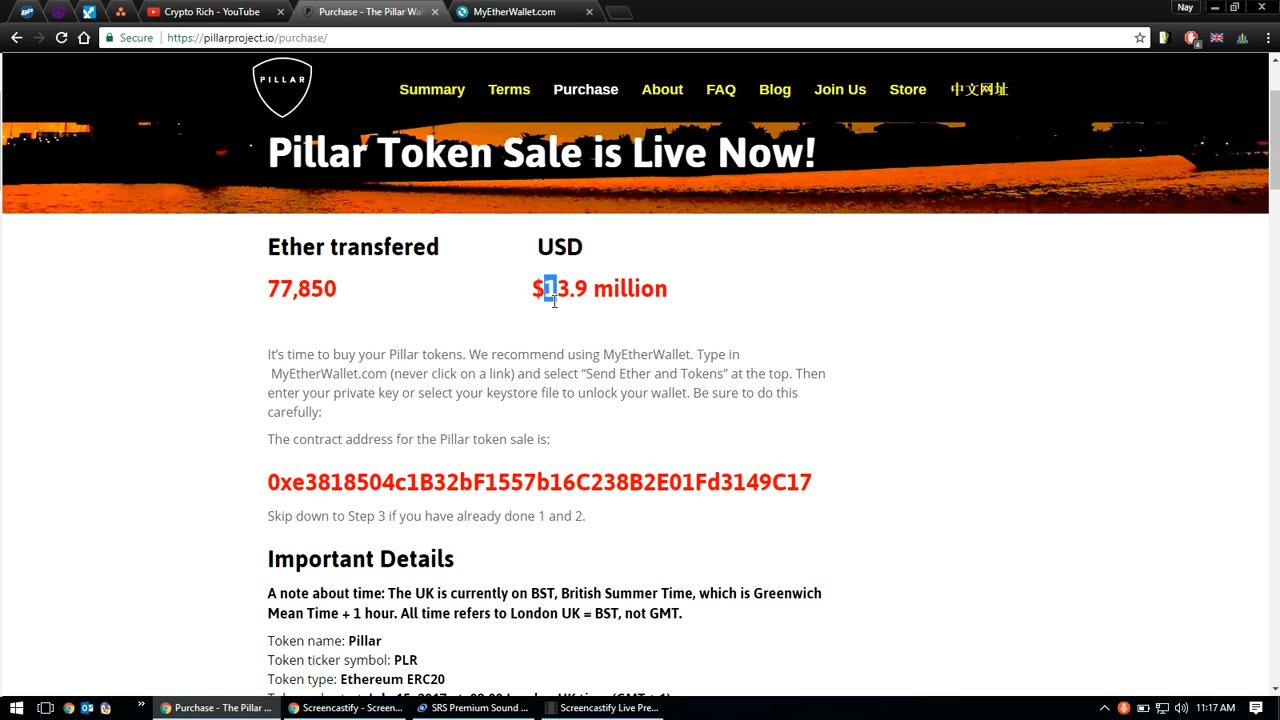 Crypto Rich - YouTube
Purchase - The Pillar Wal
MyEtherWallet.com
Nay
Secure
https://pillarproject.io/purchase/
4
PILLAR
Summary
Terms
Purchase
About
FAQ
Blog
Join Us
Store
中文网址
Pillar Token Sale is Live Now!
Ether transfered
USD
77,850
$13.9 million
It's time to buy your Pillar tokens. We recommend using MyEtherWallet. Type in
MyEtherWallet.com (never click on a link) and select “Send Ether and Tokens” at the top. Then
enter your private key or select your keystore file to unlock your wallet. Be sure to do this
carefully:
The contract address for the Pillar token sale is:
0xe3818504c1B32bF1557b16C238B2E01Fd3149C17
Skip down to Step 3 if you have already done 1 and 2.
Important Details
A note about time: The UK is currently on BST, British Summer Time, which is Greenwich
Mean Time + 1 hour. All time refers to London UK = BST, not GMT.
Token name: Pillar
Token ticker symbol: PLR
Token type: Ethereum ERC20
Purchase - The Pillar ...
Screencastify - Screen...
SRS Premium Sound ...
Screencastify Live Pre...
11:17 AM